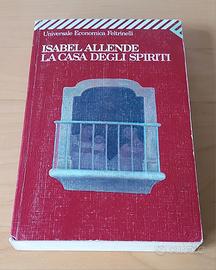 Universale Economica Feltrinelli
ISABEL ALLENDE
LA CASA DEGLI SPIRITI